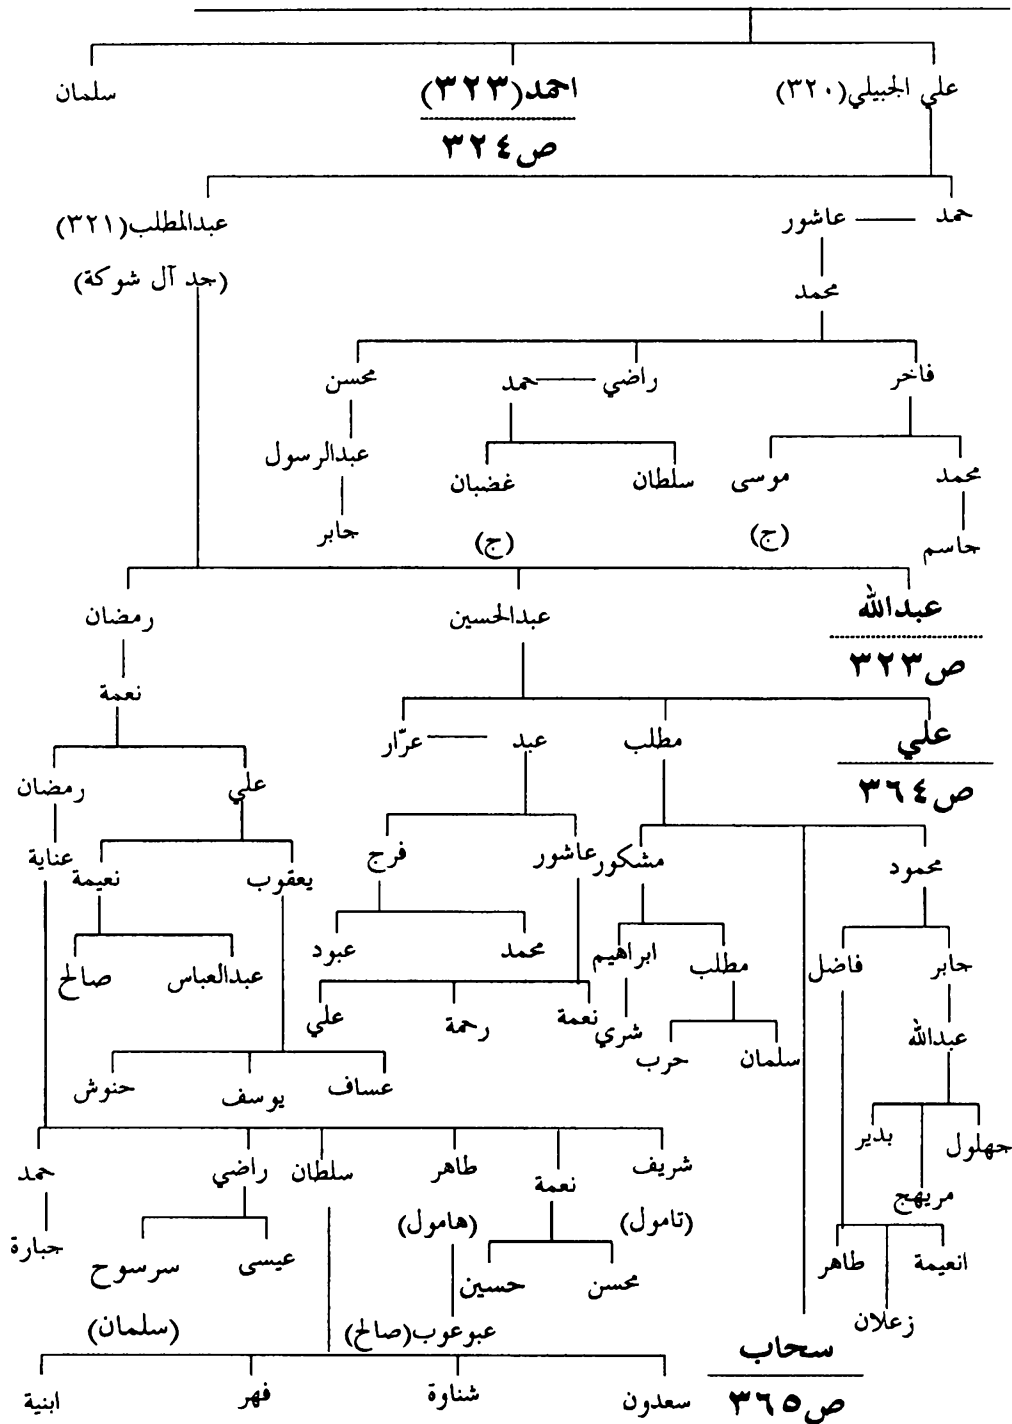 علي الجبيلي(٣٢٠) احمد(٣٢٣) سلمان
ص٣٢٤
حمد عاشور عبدالمطلب(٣٢١)
(جد آل شوكة)
محمد
فاخر راضي حمد محسن
عبدالرسول
محمد موسى سلطان غضبان
جابر
(ج) (ج)
جاسم
عبدالله عبدالحسين رمضان
ص٣٢٣
نعمة
علي مطلب عبد عرّار
ص٣٦٤
علي رمضان
محمود مشكور عاشور فرج عناية
يعقوب نعيمة
جابر فاضل مطلب ابراهيم محمد عبود
عبدالعباس صالح
عبدالله شري نعمة رحمة علي
سلمان حرب
عساف يوسف حنوش
جهلول بدير
مريهج
شريف نعمة طاهر سلطان راضي حمد
(تامول) (هامول)
انعيمة طاهر محسن حسين عيسى سرسوح جبارة
زعلان
عبوعوب(صالح) (سلمان)
سحاب
ص٣٦٥
سعدون شناوة فهر ابنية